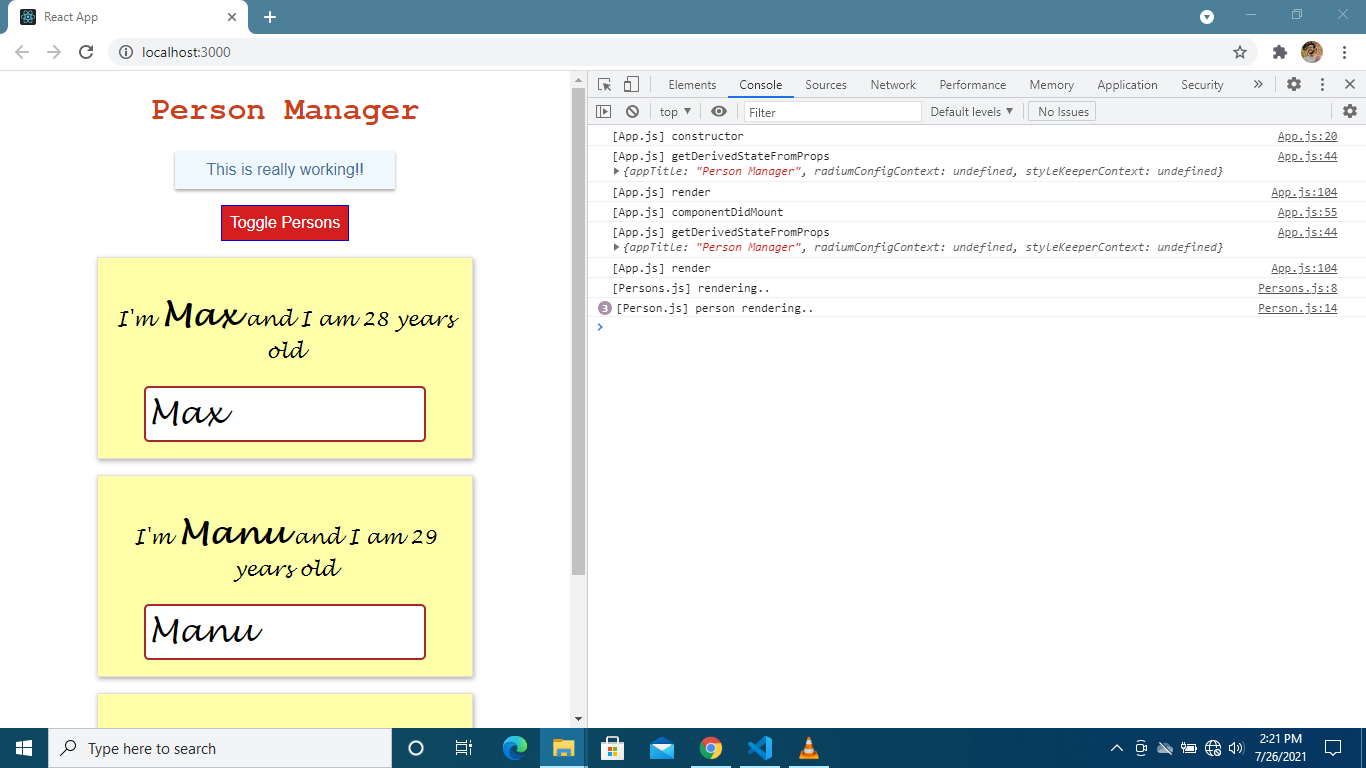 React App
localhost:3000
Person Manager
This is really working!!
Toggle Persons
I'm Max and I am 28 years
old
Max
I'm Manu and I am 29
years old
Manu
Elements Console Sources Network Performance Memory Application Security
top Filter Default levels No Issues
[App.js] constructor App.js:20
[App.js] getDerivedStateFromProps App.js:44
{appTitle: "Person Manager", radiumConfigContext: undefined, styleKeeperContext: undefined}
[App.js] render App.js:104
[App.js] componentDidMount App.js:55
[App.js] getDerivedStateFromProps App.js:44
{appTitle: "Person Manager", radiumConfigContext: undefined, styleKeeperContext: undefined}
[App.js] render App.js:104
[Persons.js] rendering.. Persons.js:8
3 [Person.js] person rendering.. Person.js:14
Type here to search
2:21 PM
7/26/2021